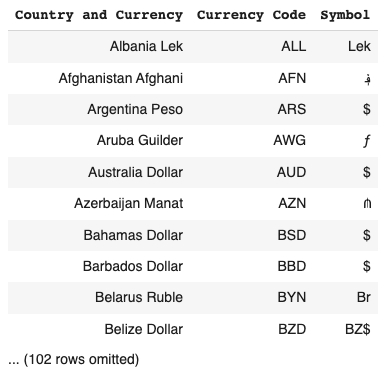 Country and Currency Currency Code Symbol
Albania Lek ALL Lek
Afghanistan Afghani AFN ؋
Argentina Peso ARS $
Aruba Guilder AWG ƒ
Australia Dollar AUD $
Azerbaijan Manat AZN ₼
Bahamas Dollar BSD $
Barbados Dollar BBD $
Belarus Ruble BYN Br
Belize Dollar BZD BZ$
... (102 rows omitted)